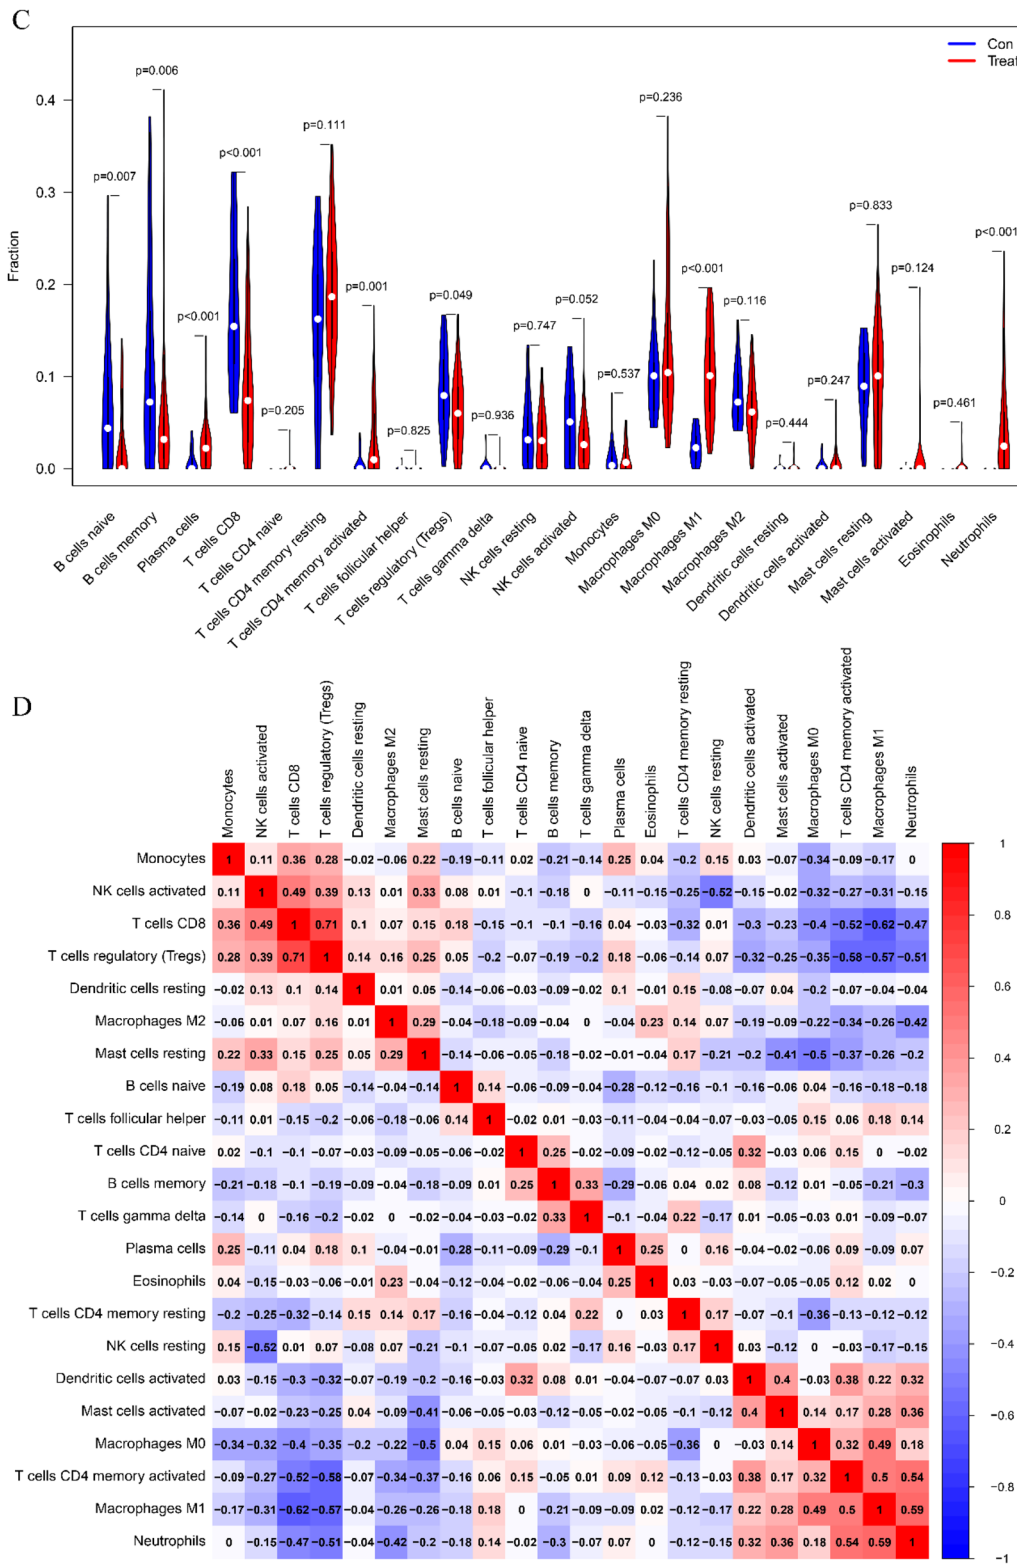 C
Con
Treat
p=0.007
p=0.006
p<0.001
p<0.001
p=0.205
p=0.111
p=0.001
p=0.825
p=0.049
p=0.936
p=0.747
p=0.052
p=0.537
p=0.236
p<0.001
p=0.116
p=0.444
p=0.247
p=0.833
p=0.124
p=0.461
p<0.001
Fraction
0.4
0.3
0.2
0.1
0.0
B cells naive
B cells memory
Plasma cells
T cells CD8
T cells CD4 naive
T cells CD4 memory resting
T cells CD4 memory activated
T cells follicular helper
T cells regulatory (Tregs)
T cells gamma delta
NK cells resting
NK cells activated
Monocytes
Macrophages M0
Macrophages M1
Macrophages M2
Dendritic cells resting
Dendritic cells activated
Mast cells resting
Mast cells activated
Eosinophils
Neutrophils
D
Monocytes
NK cells activated
T cells CD8
T cells regulatory (Tregs)
Dendritic cells resting
Macrophages M2
Mast cells resting
B cells naive
T cells follicular helper
T cells CD4 naive
B cells memory
T cells gamma delta
Plasma cells
Eosinophils
T cells CD4 memory resting
NK cells resting
Dendritic cells activated
Mast cells activated
Macrophages M0
T cells CD4 memory activated
Macrophages M1
Neutrophils
Monocytes 1 0.11 0.36 0.28 −0.02 −0.06 0.22 −0.19 −0.11 0.02 −0.21 −0.14 0.25 0.04 −0.2 0.15 0.03 −0.07 −0.34 −0.09 −0.17 0
NK cells activated 0.11 1 0.49 0.39 0.13 0.01 0.33 0.08 0.01 −0.1 −0.18 0 −0.11 −0.15 −0.25 −0.52 −0.15 −0.02 −0.32 −0.27 −0.31 −0.15
T cells CD8 0.36 0.49 1 0.71 0.1 0.07 0.15 0.18 −0.15 −0.1 −0.1 −0.16 0.04 −0.03 −0.32 0.01 −0.3 −0.23 −0.4 −0.52 −0.62 −0.47
T cells regulatory (Tregs) 0.28 0.39 0.71 1 0.14 0.16 0.25 0.05 −0.2 −0.07 −0.19 −0.2 0.18 −0.06 −0.14 0.07 −0.32 −0.25 −0.35 −0.58 −0.57 −0.51
Dendritic cells resting −0.02 0.13 0.1 0.14 1 0.01 0.05 −0.14 −0.06 −0.03 −0.09 −0.02 0.1 −0.01 0.15 −0.08 −0.07 0.04 −0.2 −0.07 −0.04 −0.04
Macrophages M2 −0.06 0.01 0.07 0.16 0.01 1 0.29 −0.04 −0.18 −0.09 −0.04 0 −0.04 0.23 0.14 0.07 −0.19 −0.09 −0.22 −0.34 −0.26 −0.42
Mast cells resting 0.22 0.33 0.15 0.25 0.05 0.29 1 −0.14 −0.06 −0.05 −0.18 −0.02 −0.01 −0.04 0.17 −0.21 −0.2 −0.41 −0.5 −0.37 −0.26 −0.2
B cells naive −0.19 0.08 0.18 0.05 −0.14 −0.04 −0.14 1 0.14 −0.06 −0.09 −0.04 −0.28 −0.12 −0.16 −0.1 −0.16 −0.06 0.04 −0.16 −0.18 −0.18
T cells follicular helper −0.11 0.01 −0.15 −0.2 −0.06 −0.18 −0.06 0.14 1 −0.02 0.01 −0.03 −0.11 −0.04 −0.04 −0.07 −0.03 −0.05 0.15 0.06 0.18 0.14
T cells CD4 naive 0.02 −0.1 −0.1 −0.07 −0.03 −0.09 −0.05 −0.06 −0.02 1 0.25 −0.02 −0.09 −0.02 −0.12 −0.05 0.32 −0.03 0.06 0.15 0 −0.02
B cells memory −0.21 −0.18 −0.1 −0.19 −0.09 −0.04 −0.18 −0.09 0.01 0.25 1 0.33 −0.29 −0.06 0.04 0.02 0.08 −0.12 0.01 −0.05 −0.21 −0.3
T cells gamma delta −0.14 0 −0.16 −0.2 −0.02 0 −0.02 −0.04 −0.03 −0.02 0.33 1 −0.1 −0.04 0.22 −0.17 0.01 −0.05 −0.03 0.01 −0.09 −0.07
Plasma cells 0.25 −0.11 0.04 0.18 0.1 −0.04 −0.01 −0.28 −0.11 −0.09 −0.29 −0.1 1 0.25 0 0.16 −0.04 −0.02 −0.06 0.09 −0.09 0.07
Eosinophils 0.04 −0.15 −0.03 −0.06 −0.01 0.23 −0.04 −0.12 −0.04 −0.02 −0.06 −0.04 0.25 1 0.03 −0.03 −0.07 −0.05 −0.05 0.12 0.02 0
T cells CD4 memory resting −0.2 −0.25 −0.32 −0.14 0.15 0.14 0.17 −0.16 −0.04 −0.12 0.04 0.22 0 0.03 1 0.17 −0.07 −0.1 −0.36 −0.13 −0.12 −0.12
NK cells resting 0.15 −0.52 0.01 0.07 −0.08 0.07 −0.21 −0.1 −0.07 −0.05 0.02 −0.17 0.16 −0.03 0.17 1 0.03 −0.12 0 −0.03 −0.17 −0.15
Dendritic cells activated 0.03 −0.15 −0.3 −0.32 −0.07 −0.19 −0.2 −0.16 −0.03 0.32 0.08 0.01 −0.04 −0.07 −0.07 0.03 1 0.4 −0.03 0.38 0.22 0.32
Mast cells activated −0.07 −0.02 −0.23 −0.25 0.04 −0.09 −0.41 −0.06 −0.05 −0.03 −0.12 −0.05 −0.02 −0.05 −0.1 −0.12 0.4 1 0.14 0.17 0.28 0.36
Macrophages M0 −0.34 −0.32 −0.4 −0.35 −0.2 −0.22 −0.5 0.04 0.15 0.06 0.01 −0.03 −0.06 −0.05 −0.36 0 −0.03 0.14 1 0.32 0.49 0.18
T cells CD4 memory activated −0.09 −0.27 −0.52 −0.58 −0.07 −0.34 −0.37 −0.16 0.06 0.15 −0.05 0.01 0.09 0.12 −0.13 −0.03 0.38 0.17 0.32 1 0.5 0.54
Macrophages M1 −0.17 −0.31 −0.62 −0.57 −0.04 −0.26 −0.26 −0.18 0.18 0 −0.21 −0.09 −0.09 0.02 −0.12 −0.17 0.22 0.28 0.49 0.5 1 0.59
Neutrophils 0 −0.15 −0.47 −0.51 −0.04 −0.42 −0.2 −0.18 0.14 −0.02 −0.3 −0.07 0.07 0 −0.12 −0.15 0.32 0.36 0.18 0.54 0.59 1
1
0.8
0.6
0.4
0.2
0
−0.2
−0.4
−0.6
−0.8
−1